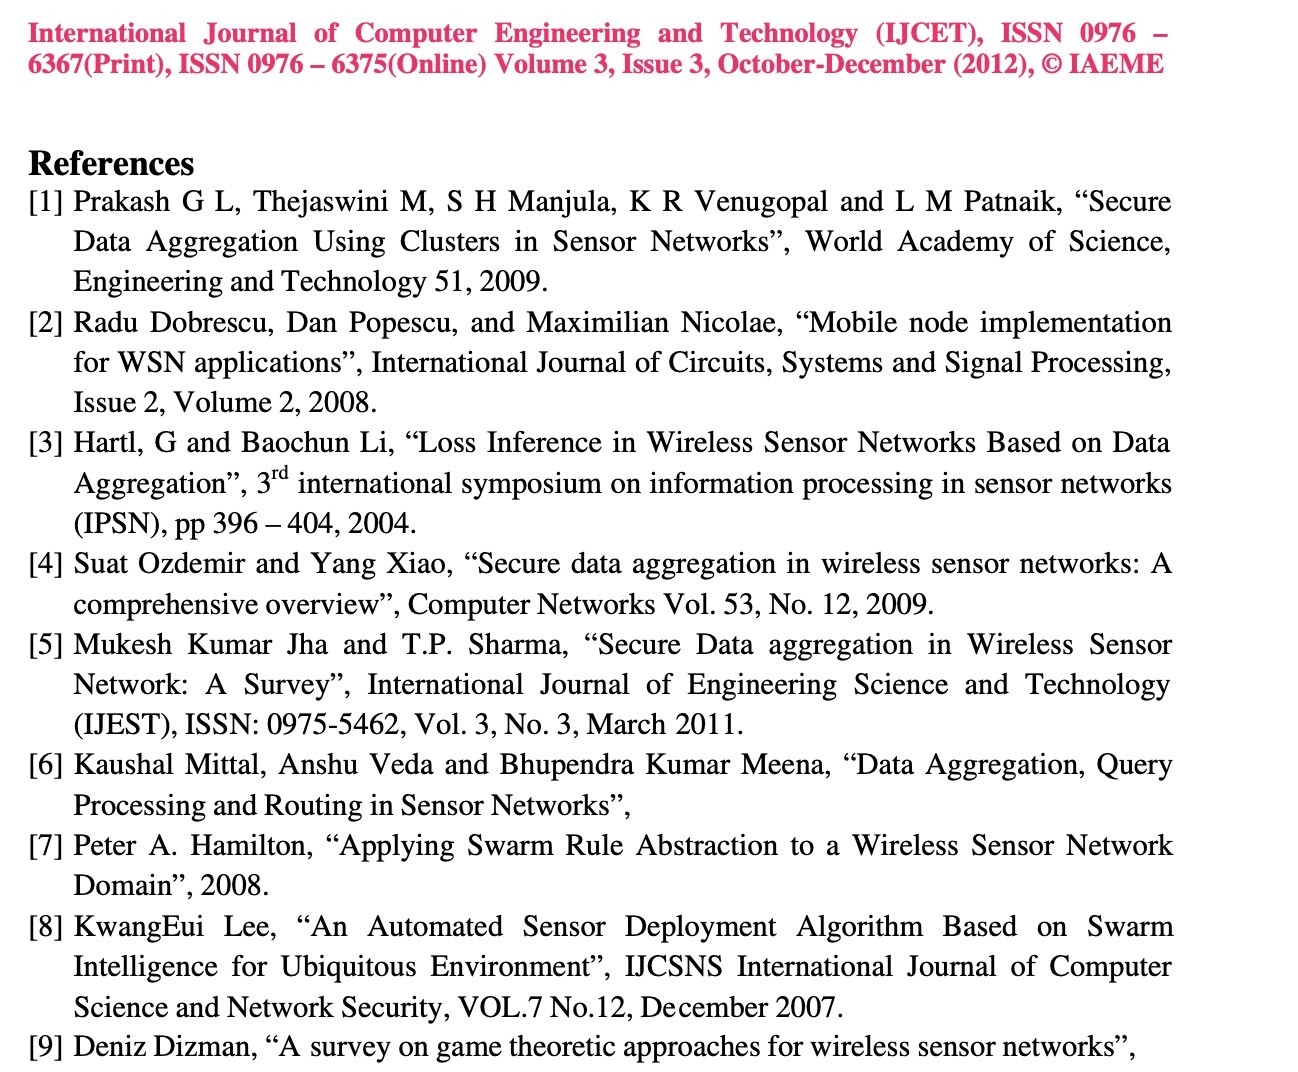 International Journal of Computer Engineering and Technology (IJCET), ISSN 0976 –
6367(Print), ISSN 0976 – 6375(Online) Volume 3, Issue 3, October-December (2012), © IAEME
References
[1] Prakash G L, Thejaswini M, S H Manjula, K R Venugopal and L M Patnaik, “Secure
Data Aggregation Using Clusters in Sensor Networks”, World Academy of Science,
Engineering and Technology 51, 2009.
[2] Radu Dobrescu, Dan Popescu, and Maximilian Nicolae, “Mobile node implementation
for WSN applications”, International Journal of Circuits, Systems and Signal Processing,
Issue 2, Volume 2, 2008.
[3] Hartl, G and Baochun Li, “Loss Inference in Wireless Sensor Networks Based on Data
Aggregation”, 3rd international symposium on information processing in sensor networks
(IPSN), pp 396 – 404, 2004.
[4] Suat Ozdemir and Yang Xiao, “Secure data aggregation in wireless sensor networks: A
comprehensive overview”, Computer Networks Vol. 53, No. 12, 2009.
[5] Mukesh Kumar Jha and T.P. Sharma, “Secure Data aggregation in Wireless Sensor
Network: A Survey”, International Journal of Engineering Science and Technology
(IJEST), ISSN: 0975-5462, Vol. 3, No. 3, March 2011.
[6] Kaushal Mittal, Anshu Veda and Bhupendra Kumar Meena, “Data Aggregation, Query
Processing and Routing in Sensor Networks”,
[7] Peter A. Hamilton, “Applying Swarm Rule Abstraction to a Wireless Sensor Network
Domain”, 2008.
[8] KwangEui Lee, “An Automated Sensor Deployment Algorithm Based on Swarm
Intelligence for Ubiquitous Environment”, IJCSNS International Journal of Computer
Science and Network Security, VOL.7 No.12, December 2007.
[9] Deniz Dizman, “A survey on game theoretic approaches for wireless sensor networks”,